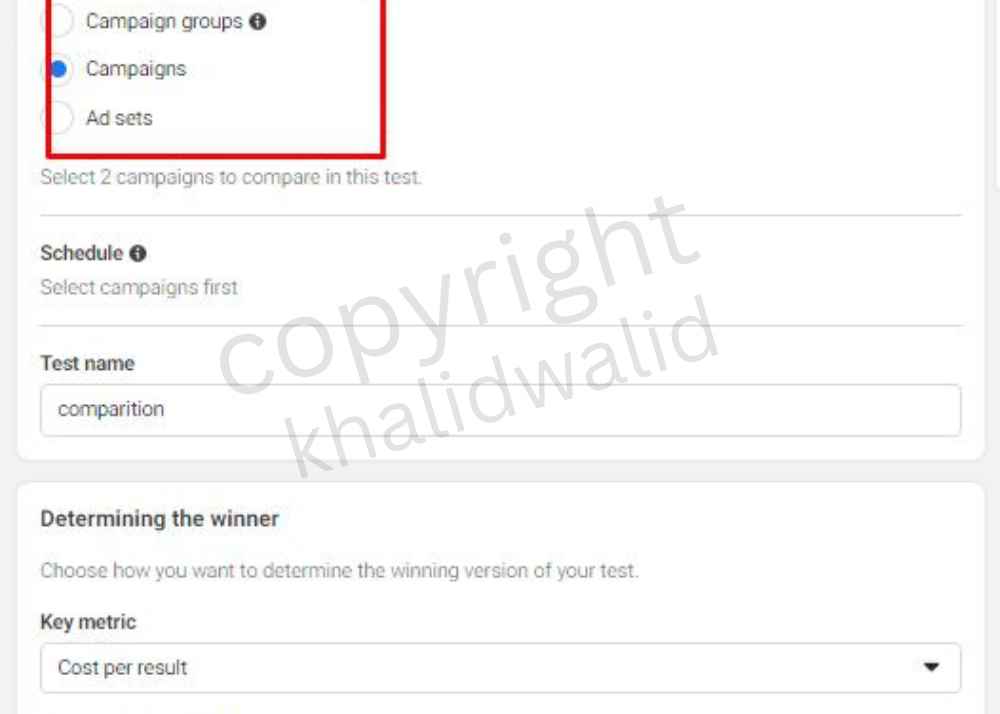 Campaign groups
Campaigns
Ad sets
Select 2 campaigns to compare in this test.
Schedule
Select campaigns first
copyright
khalidwalid
Test name
comparition
Determining the winner
Choose how you want to determine the winning version of your test.
Key metric
Cost per result